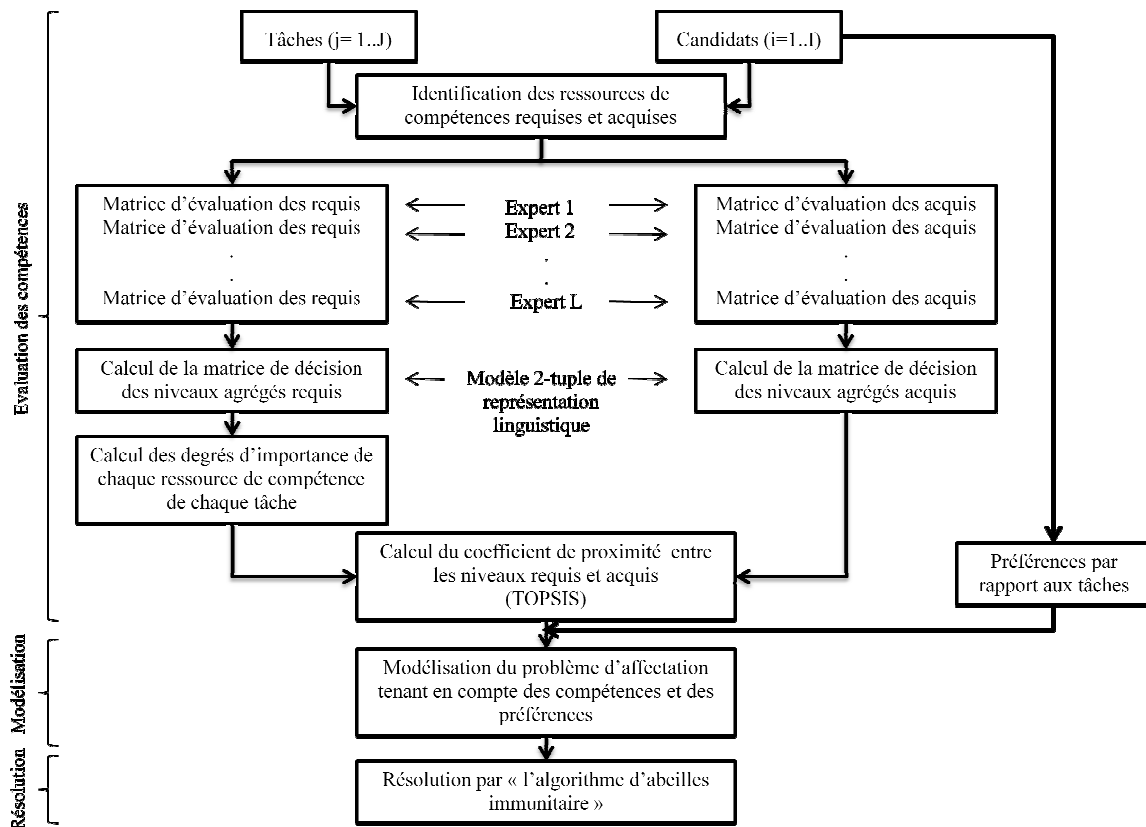 Tâches (j= 1..J)
Candidats (i=1..I)
Identification des ressources de
compétences requises et acquises
Matrice d’évaluation des requis
Matrice d’évaluation des requis
.
.
Matrice d’évaluation des requis
Expert 1
Expert 2
.
.
Expert L
Matrice d’évaluation des acquis
Matrice d’évaluation des acquis
.
.
Matrice d’évaluation des acquis
Calcul de la matrice de décision
des niveaux agrégés requis
Modèle 2-tuple de
représentation
linguistique
Calcul de la matrice de décision
des niveaux agrégés acquis
Calcul des degrés d’importance de
chaque ressource de compétence
de chaque tâche
Calcul du coefficient de proximité entre
les niveaux requis et acquis
(TOPSIS)
Préférences par
rapport aux tâches
Modélisation du problème d’affectation
tenant en compte des compétences et des
préférences
Résolution par « l’algorithme d’abeilles
immunitaire »
Evaluation des compétences
Modélisation
Résolution